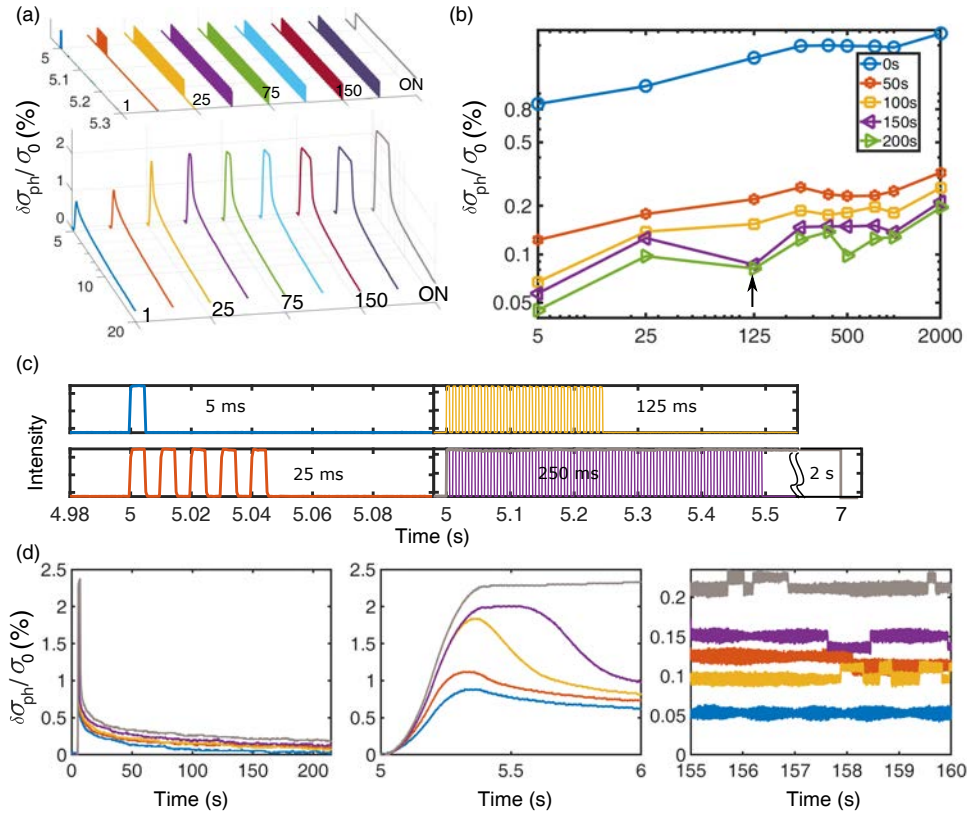 (a)
5
5.1
5.2
5.3
1
25
75
150
ON
δσph/σ0 (%)
2
1
0
5
10
20
1
25
75
150
ON
(b)
δσph/σ0 (%)
0.8
0.5
0.2
0.1
0.05
5 25 125 500 2000
0s
50s
100s
150s
200s
(c)
Intensity
5 ms
125 ms
25 ms
250 ms
2 s
4.98 5 5.02 5.04 5.06 5.08 5 5.1 5.2 5.3 5.4 5.5 7
Time (s)
(d)
δσph/σ0 (%)
2.5
2
1.5
1
0.5
0
0 50 100 150 200
Time (s)
2.5
2
1.5
1
0.5
0
5 5.5 6
Time (s)
0.2
0.15
0.1
0.05
0
155 156 157 158 159 160
Time (s)